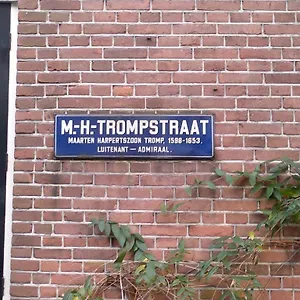 M.-H.-TROMPSTRAAT
MAARTEN HARPERTSZOON TROMP, 1598-1653.
LUITENANT — ADMIRAAL.